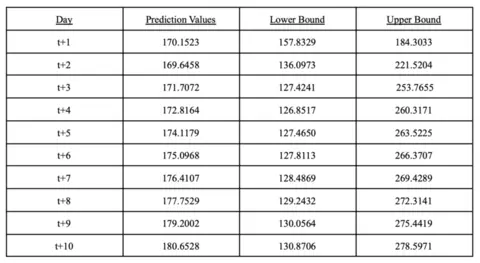 Day Prediction Values Lower Bound Upper Bound
t+1 170.1523 157.8329 184.3033
t+2 169.6458 136.0973 221.5204
t+3 171.7072 127.4241 253.7655
t+4 172.8164 126.8517 260.3171
t+5 174.1179 127.4650 263.5225
t+6 175.0968 127.8113 266.3707
t+7 176.4107 128.4869 269.4289
t+8 177.7529 129.2432 272.3141
t+9 179.2002 130.0564 275.4419
t+10 180.6528 130.8706 278.5971